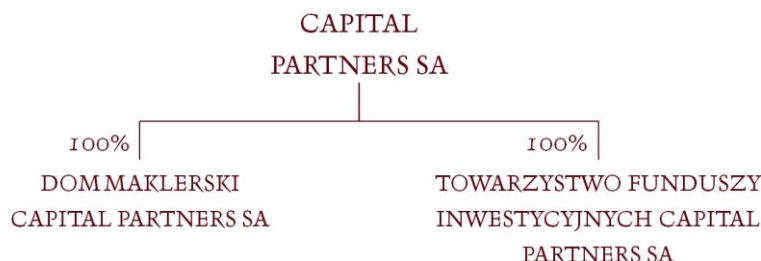 CAPITAL
PARTNERS SA
100%
100%
DOM MAKLERSKI
CAPITAL PARTNERS SA
TOWARZYSTWO FUNDUSZY
INWESTYCYJNYCH CAPITAL
PARTNERS SA